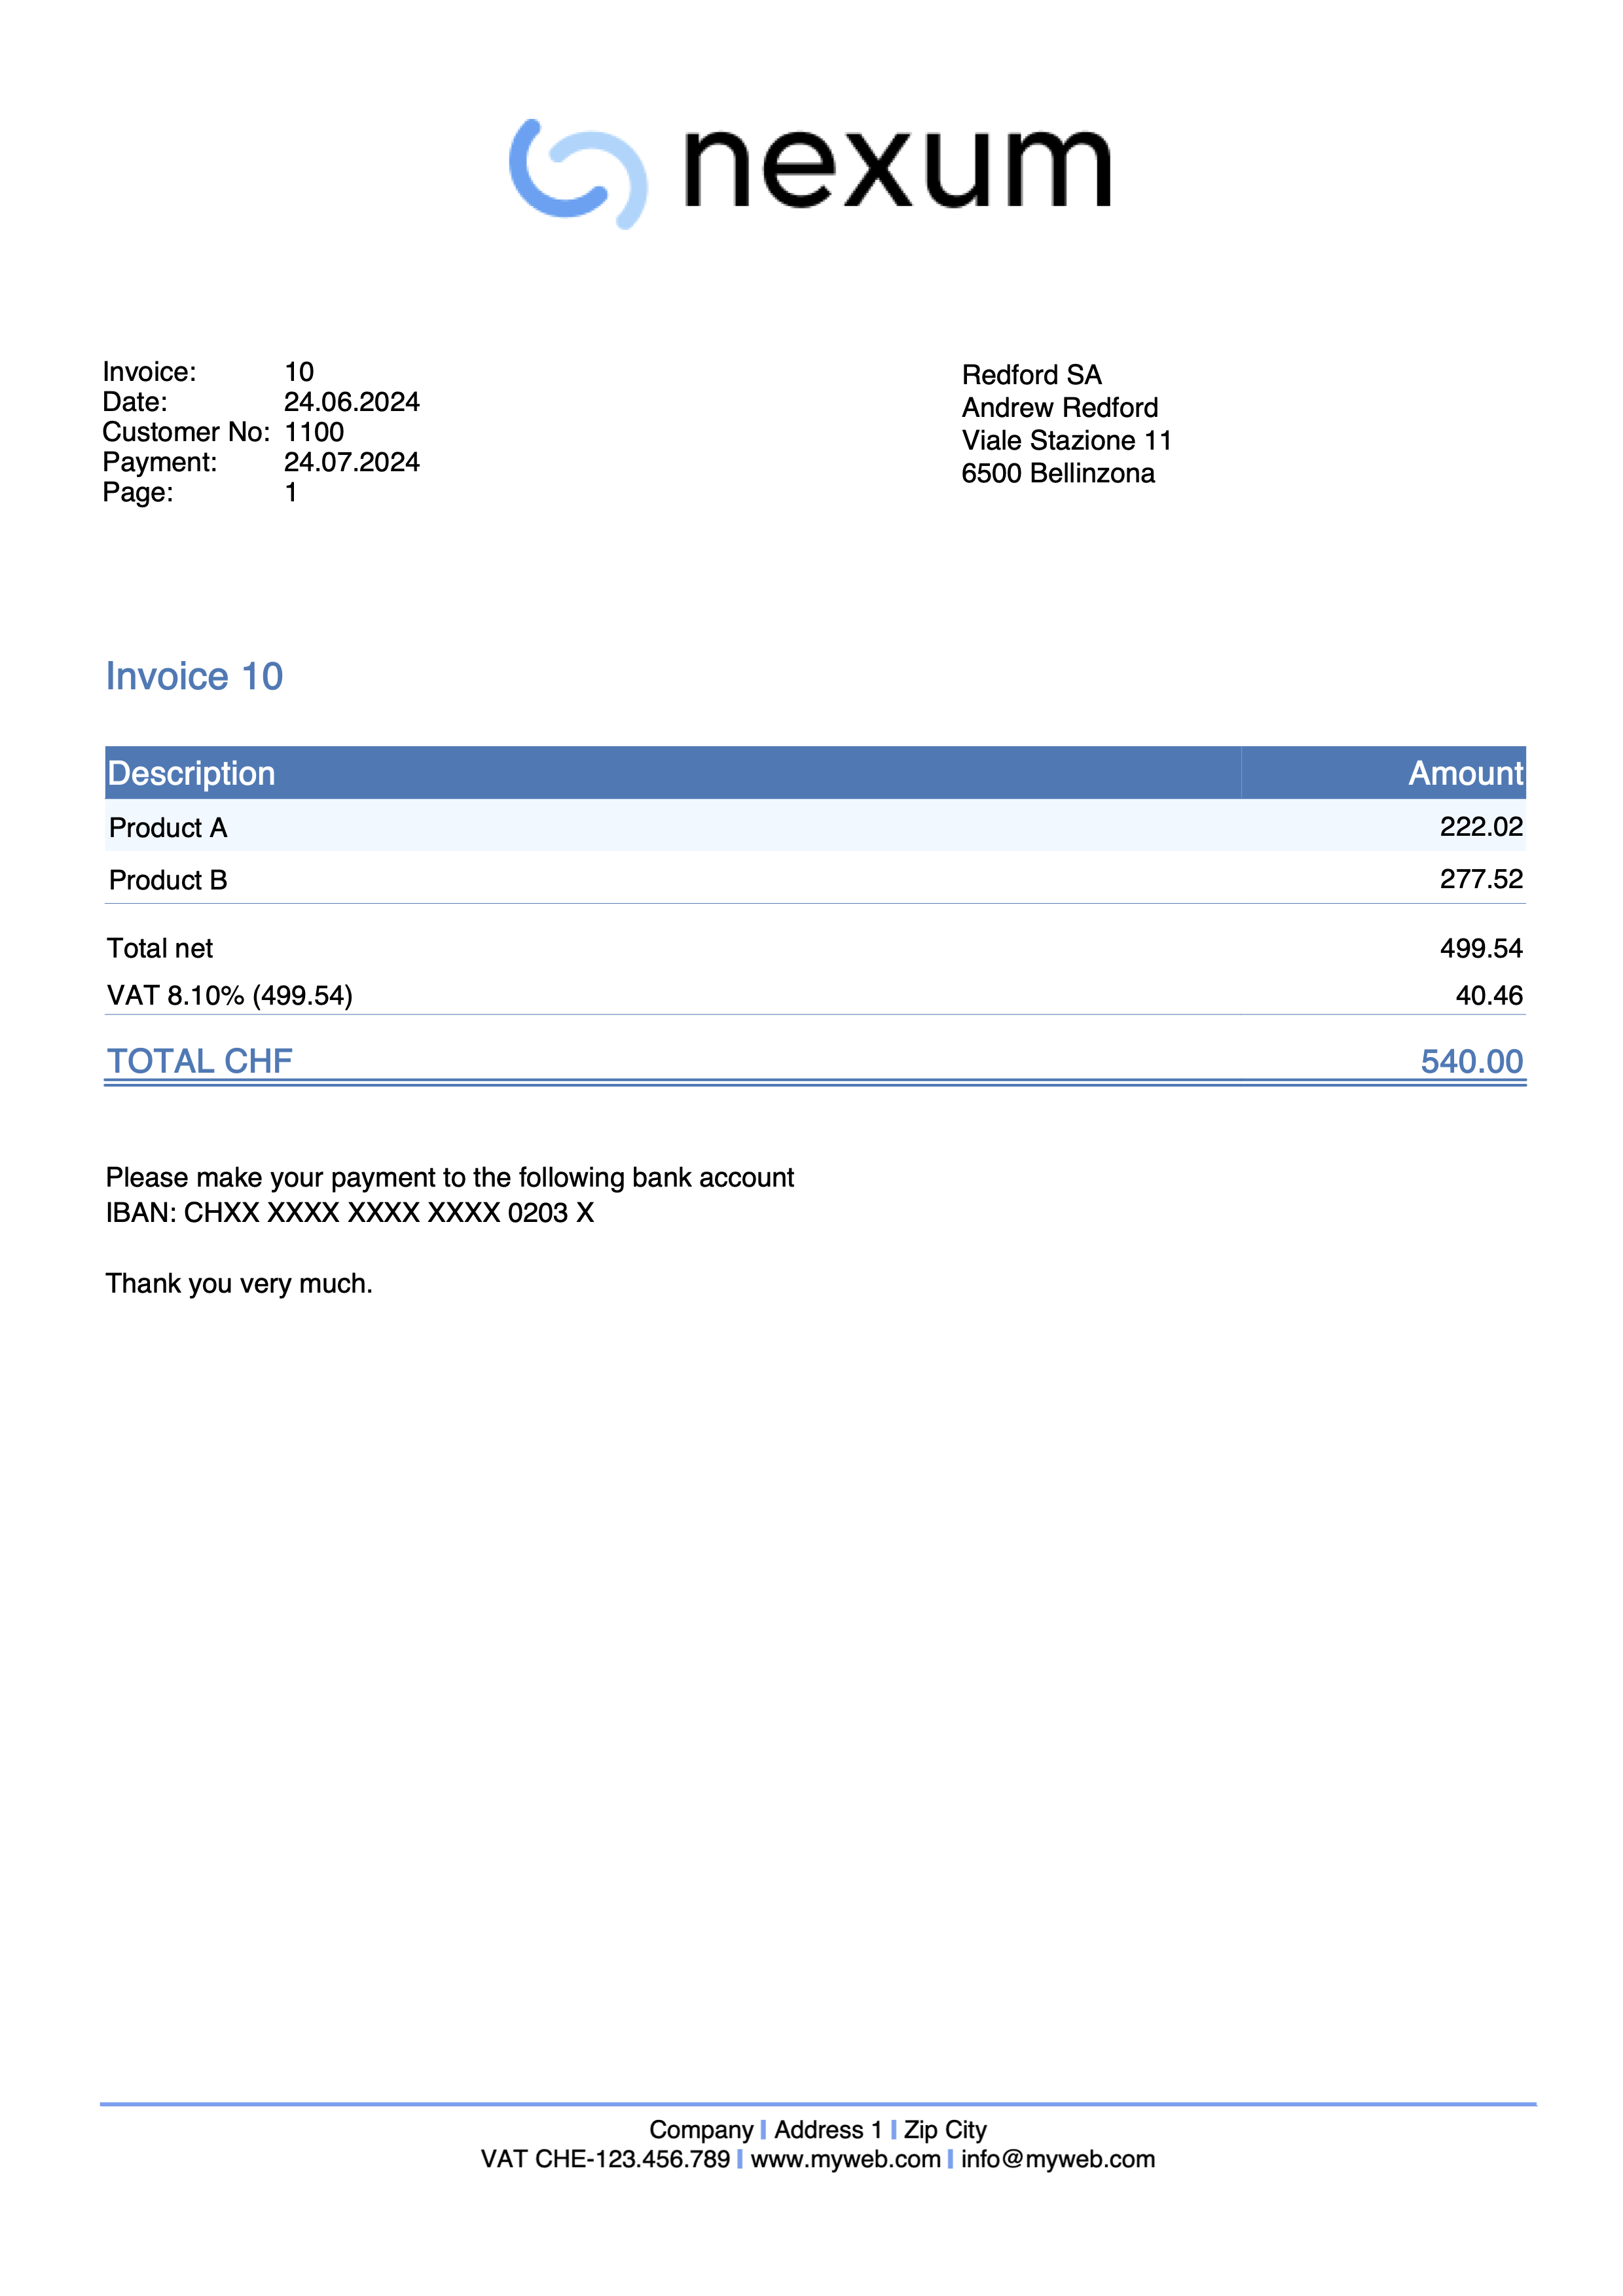 nexum
Invoice: 10
Date: 24.06.2024
Customer No: 1100
Payment: 24.07.2024
Page: 1
Redford SA
Andrew Redford
Viale Stazione 11
6500 Bellinzona
Invoice 10
Description Amount
Product A 222.02
Product B 277.52
Total net 499.54
VAT 8.10% (499.54) 40.46
TOTAL CHF 540.00
Please make your payment to the following bank account
IBAN: CHXX XXXX XXXX XXXX 0203 X
Thank you very much.
Company | Address 1 | Zip City
VAT CHE-123.456.789 | www.myweb.com | info@myweb.com